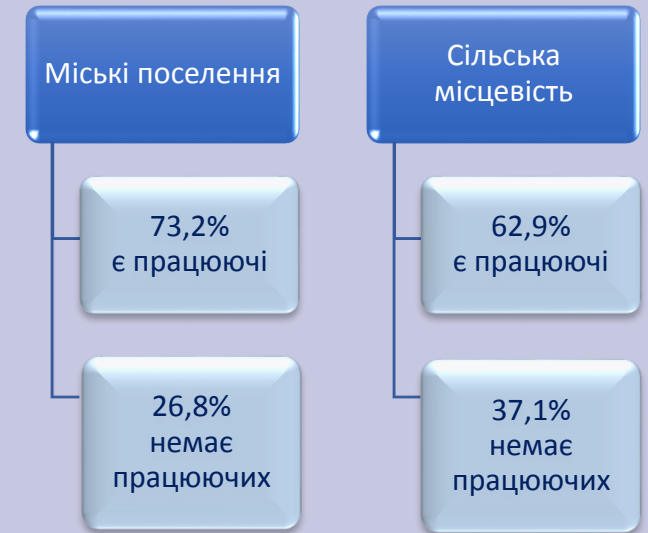 Міські поселення
73,2%
є працюючі
26,8%
немає
працюючих
Сільська
місцевість
62,9%
є працюючі
37,1%
немає
працюючих